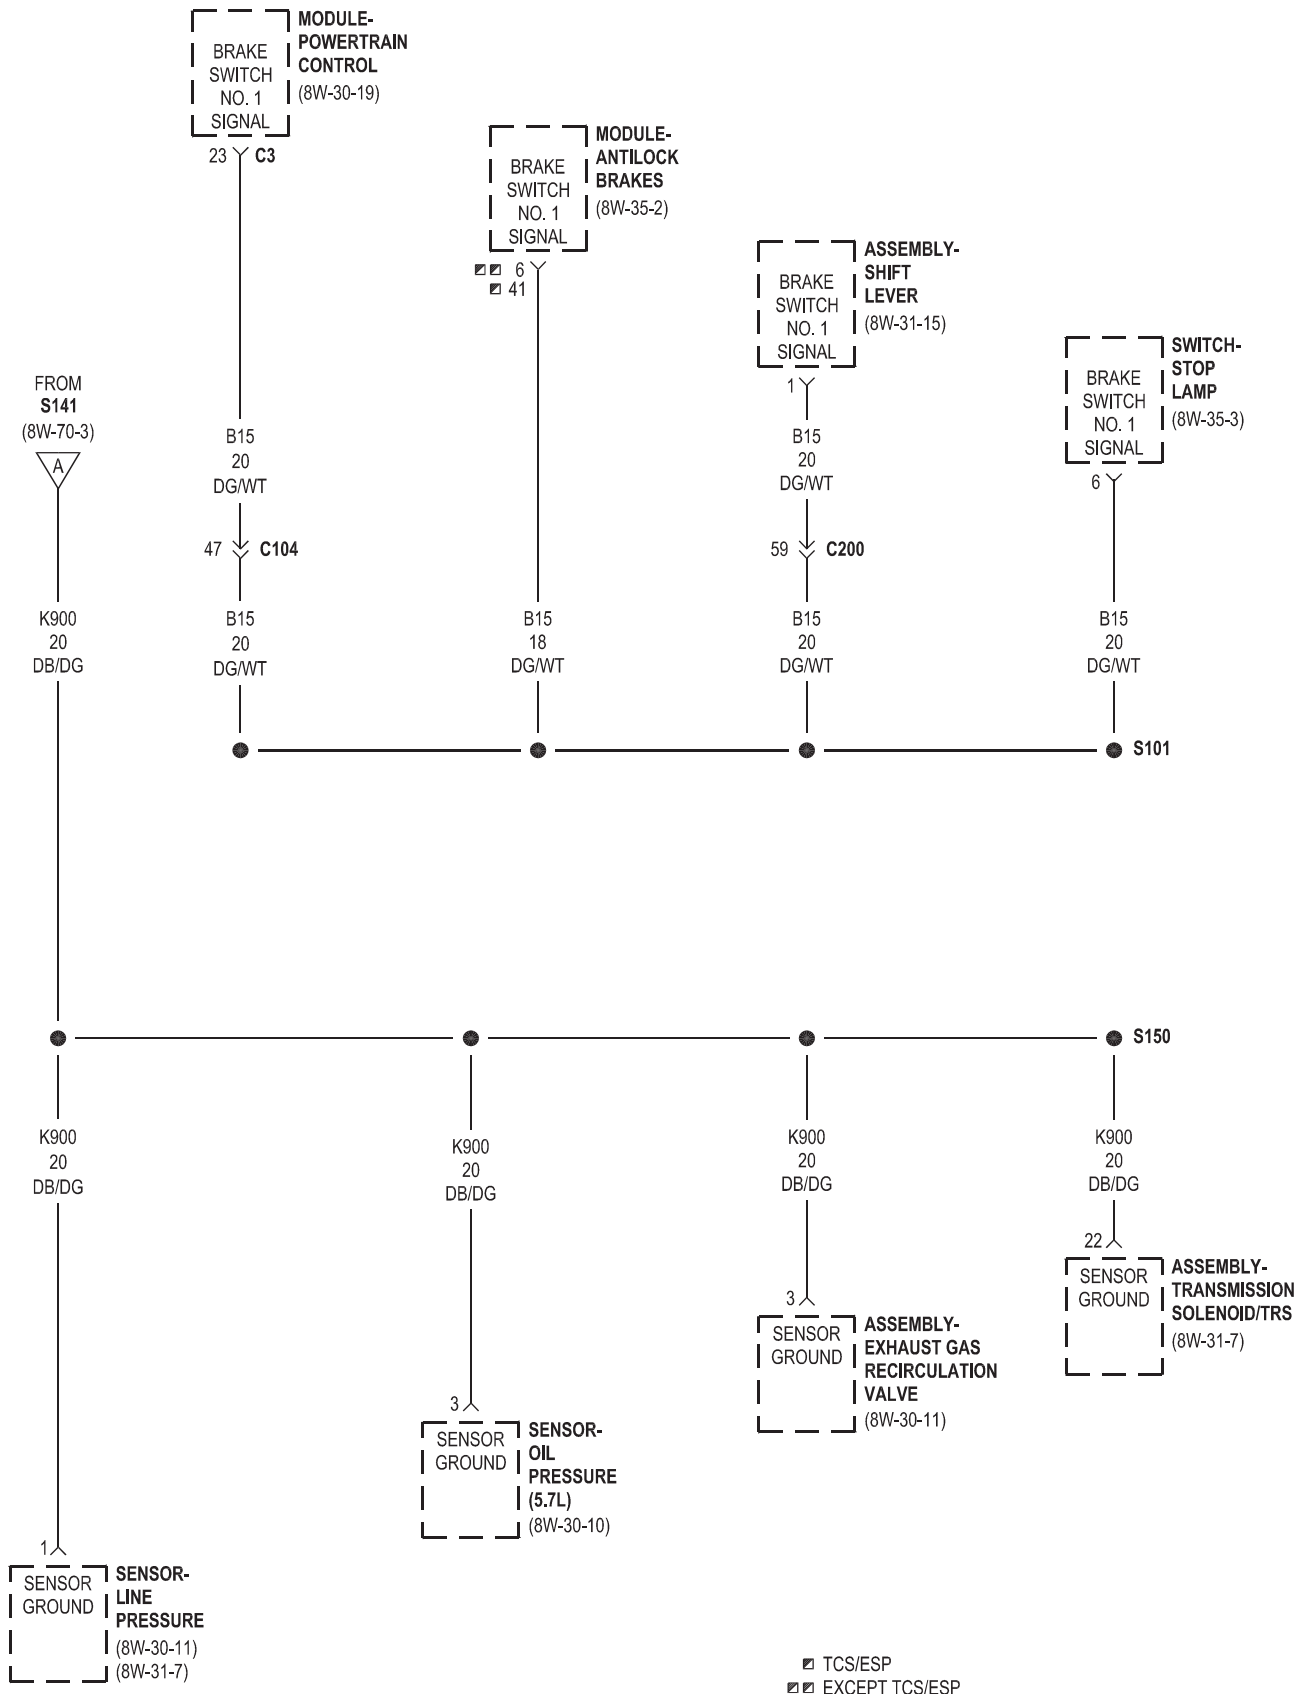 BRAKE
SWITCH
NO. 1
SIGNAL
MODULE-
POWERTRAIN
CONTROL
(8W-30-19)
23 C3
BRAKE
SWITCH
NO. 1
SIGNAL
MODULE-
ANTILOCK
BRAKES
(8W-35-2)
6
41
BRAKE
SWITCH
NO. 1
SIGNAL
ASSEMBLY-
SHIFT
LEVER
(8W-31-15)
1
BRAKE
SWITCH
NO. 1
SIGNAL
SWITCH-
STOP
LAMP
(8W-35-3)
6
FROM
S141
(8W-70-3)
A
B15
20
DG/WT
B15
20
DG/WT
47 C104
59 C200
K900
20
DB/DG
B15
20
DG/WT
B15
18
DG/WT
B15
20
DG/WT
B15
20
DG/WT
S101
S150
K900
20
DB/DG
K900
20
DB/DG
K900
20
DB/DG
K900
20
DB/DG
22
SENSOR
GROUND
ASSEMBLY-
TRANSMISSION
SOLENOID/TRS
(8W-31-7)
3
SENSOR
GROUND
ASSEMBLY-
EXHAUST GAS
RECIRCULATION
VALVE
(8W-30-11)
3
SENSOR
GROUND
SENSOR-
OIL
PRESSURE
(5.7L)
(8W-30-10)
1
SENSOR
GROUND
SENSOR-
LINE
PRESSURE
(8W-30-11)
(8W-31-7)
TCS/ESP
EXCEPT TCS/ESP